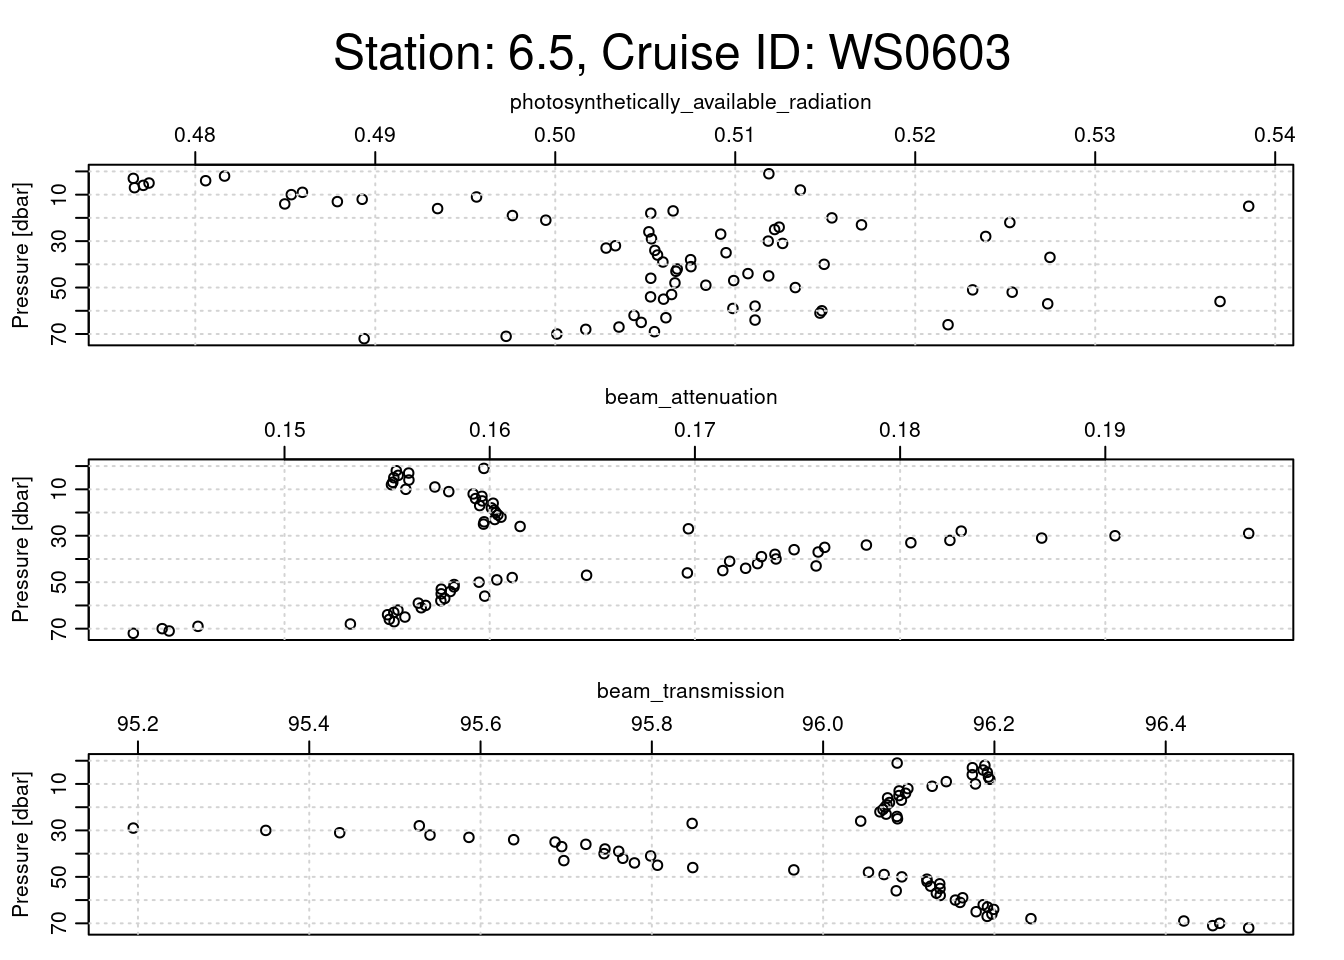 Station: 6.5, Cruise ID: WS0603
photosynthetically_available_radiation
0.48 0.49 0.50 0.51 0.52 0.53 0.54
Pressure [dbar]
10
30
50
70
beam_attenuation
0.15 0.16 0.17 0.18 0.19
Pressure [dbar]
10
30
50
70
beam_transmission
95.2 95.4 95.6 95.8 96.0 96.2 96.4
Pressure [dbar]
10
30
50
70